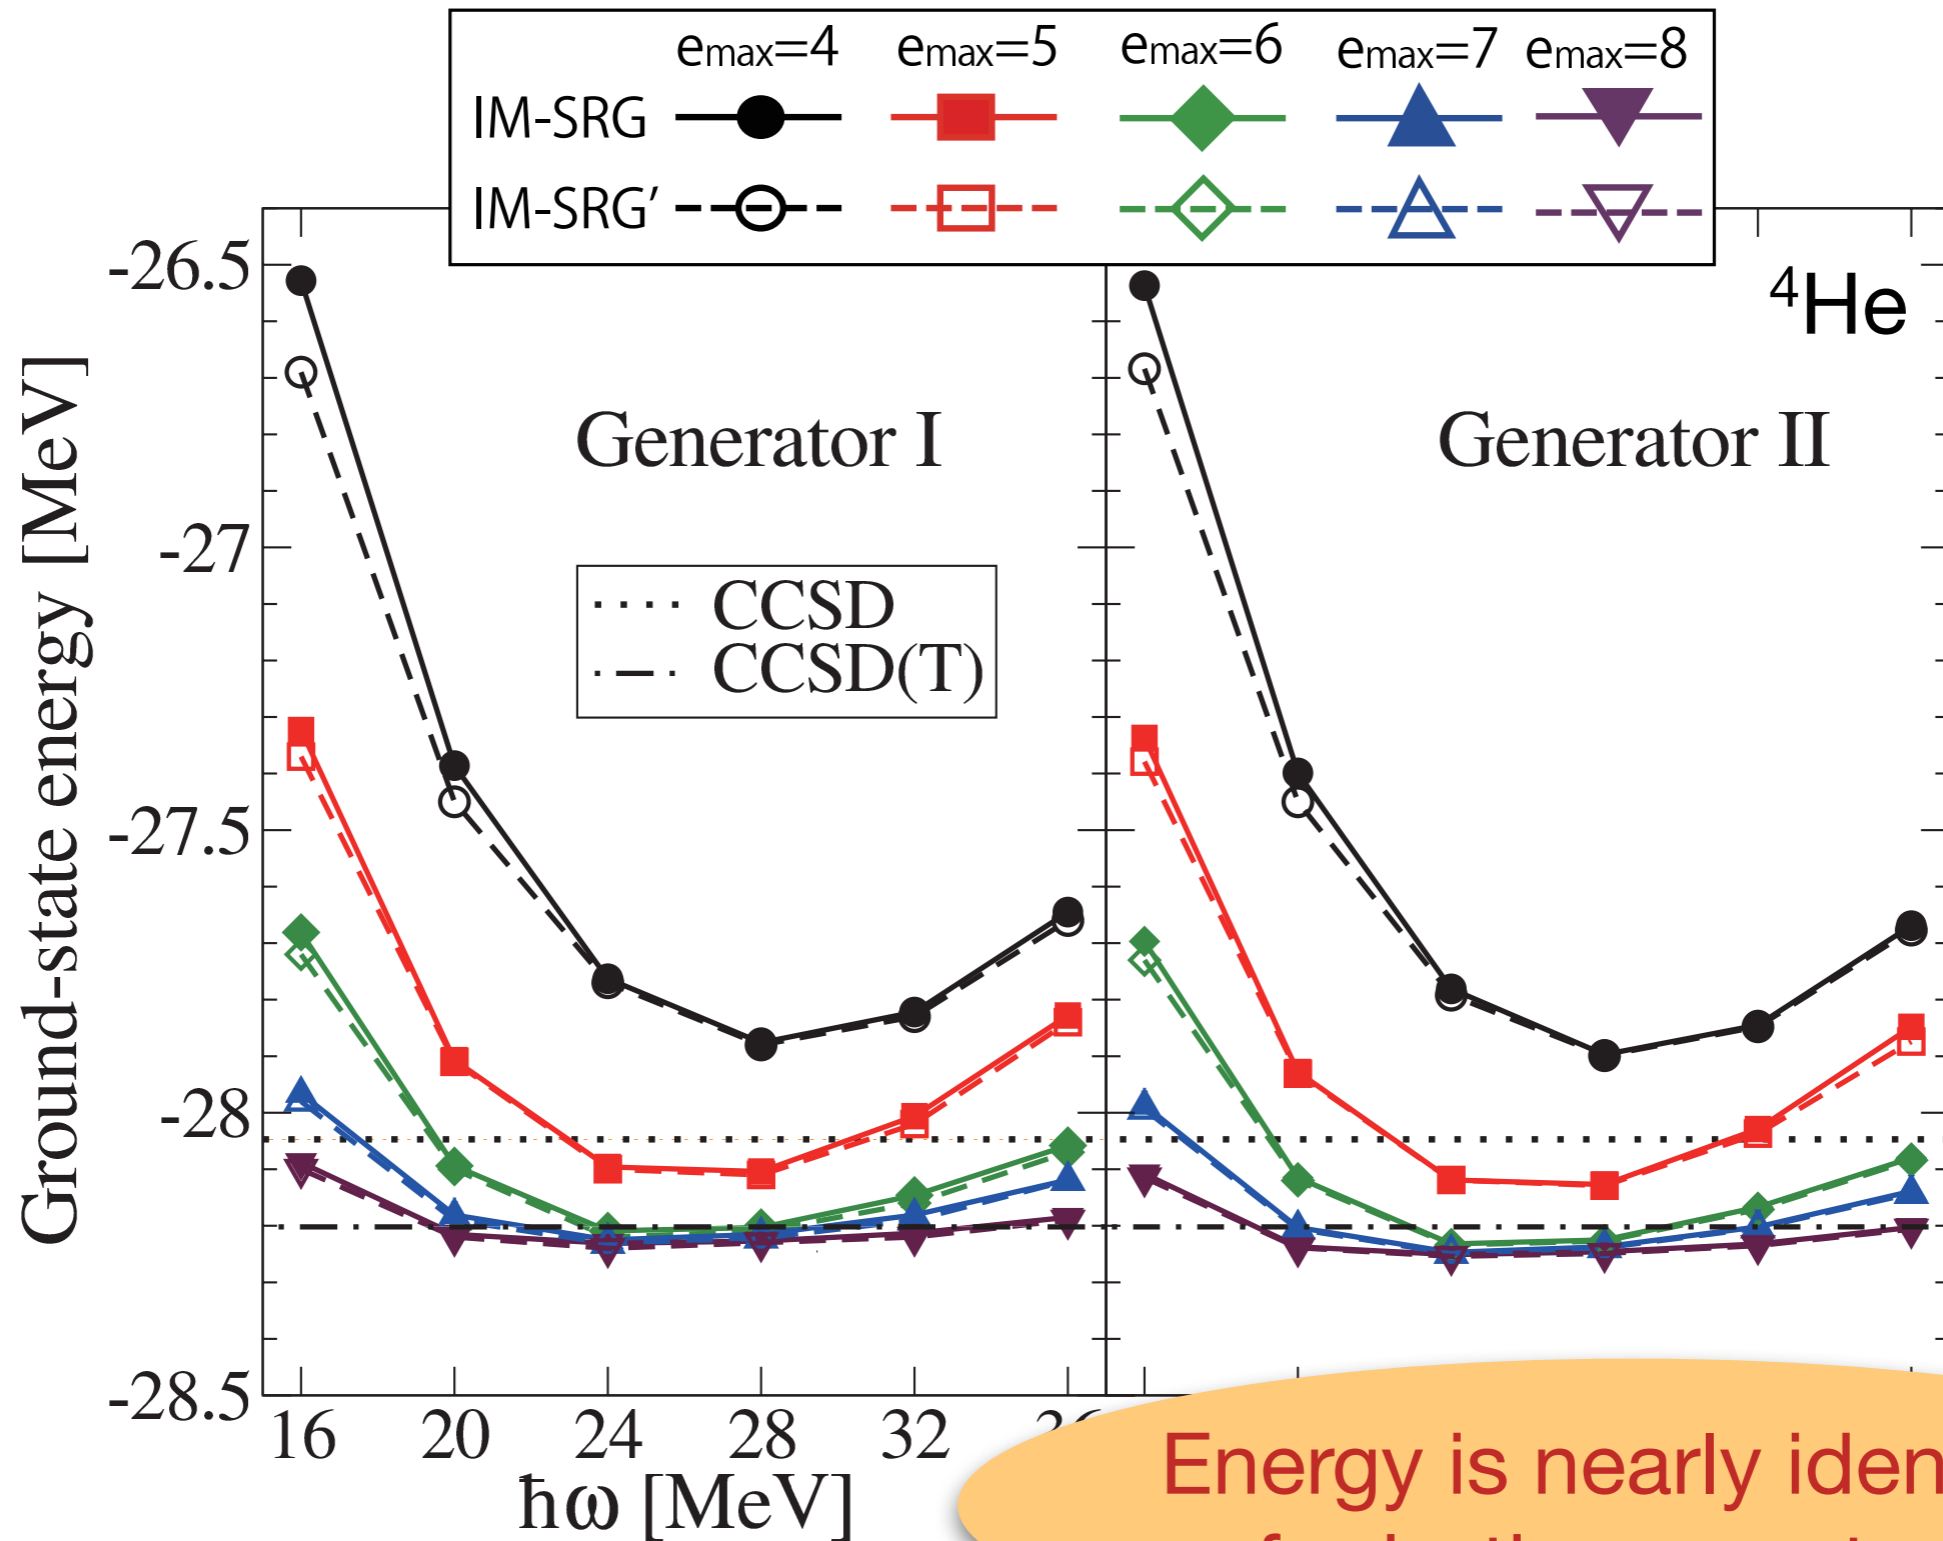 emax=4 emax=5 emax=6 emax=7 emax=8
IM-SRG
IM-SRG′
-26.5
-27
-27.5
-28
-28.5
Ground-state energy [MeV]
⁴He
Generator I
Generator II
CCSD
CCSD(T)
16 20 24 28 32
ħω [MeV]
Energy is nearly